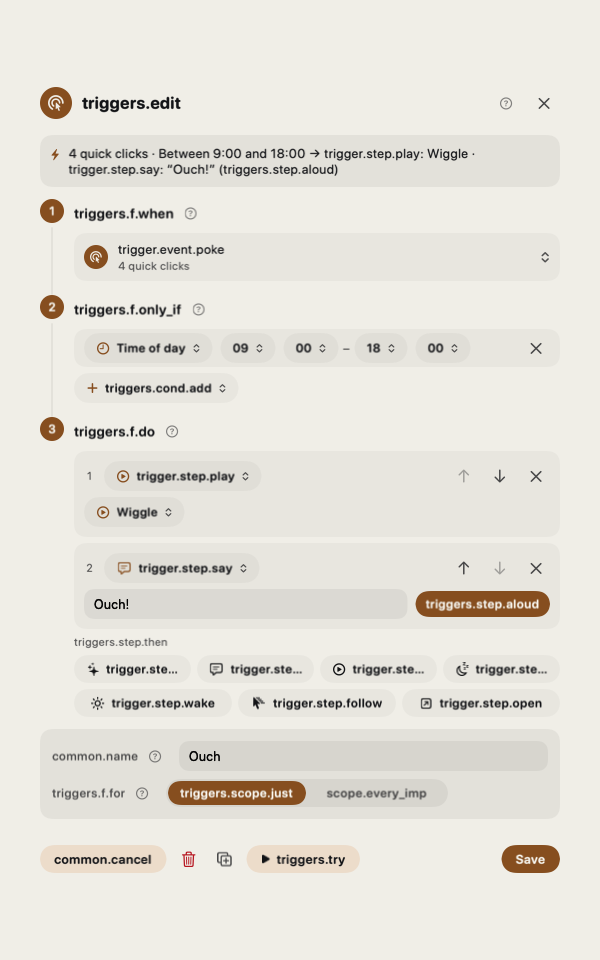 triggers.edit
4 quick clicks · Between 9:00 and 18:00 → trigger.step.play: Wiggle ·
trigger.step.say: “Ouch!” (triggers.step.aloud)
1 triggers.f.when
trigger.event.poke
4 quick clicks
2 triggers.f.only_if
Time of day 09 00 – 18 00
+ triggers.cond.add
3 triggers.f.do
1 trigger.step.play
Wiggle
2 trigger.step.say
Ouch! triggers.step.aloud
triggers.step.then
trigger.ste... trigger.ste... trigger.ste... trigger.ste...
trigger.step.wake trigger.step.follow trigger.step.open
common.name Ouch
triggers.f.for triggers.scope.just scope.every_imp
common.cancel triggers.try Save